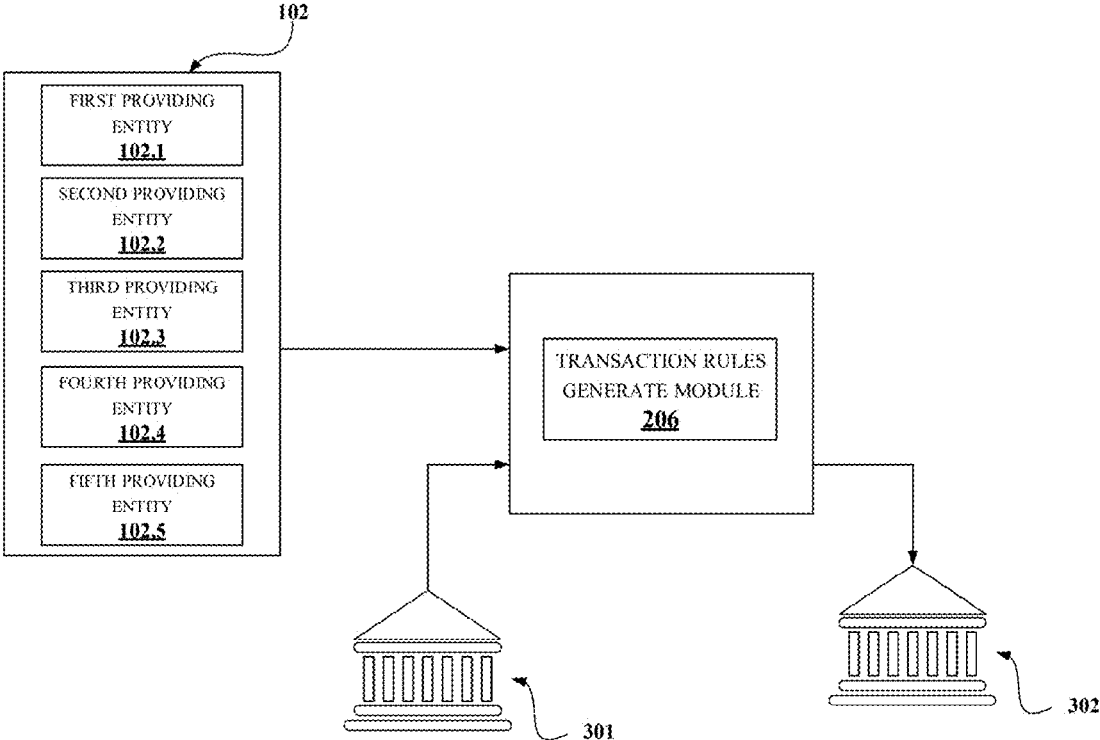 102
FIRST PROVIDING
ENTITY
102.1
SECOND PROVIDING
ENTITY
102.2
THIRD PROVIDING
ENTITY
102.3
FOURTH PROVIDING
ENTITY
102.4
FIFTH PROVIDING
ENTITY
102.5
TRANSACTION RULES
GENERATE MODULE
206
301
302